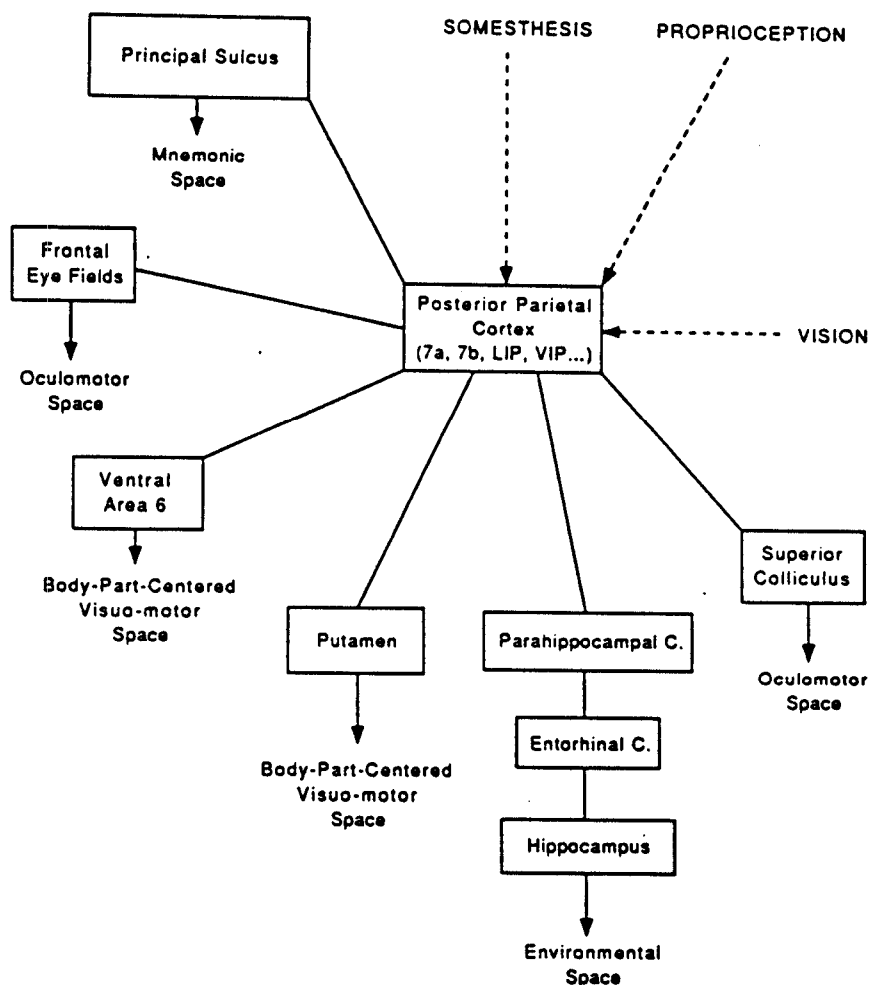 SOMESTHESIS
PROPRIOCEPTION
Principal Sulcus
Mnemonic
Space
Frontal
Eye Fields
Oculomotor
Space
Posterior Parietal
Cortex
(7a, 7b, LIP, VIP...)
VISION
Ventral
Area 6
Body-Part-Centered
Visuo-motor
Space
Putamen
Body-Part-Centered
Visuo-motor
Space
Parahippocampal C.
Entorhinal C.
Hippocampus
Environmental
Space
Superior
Colliculus
Oculomotor
Space